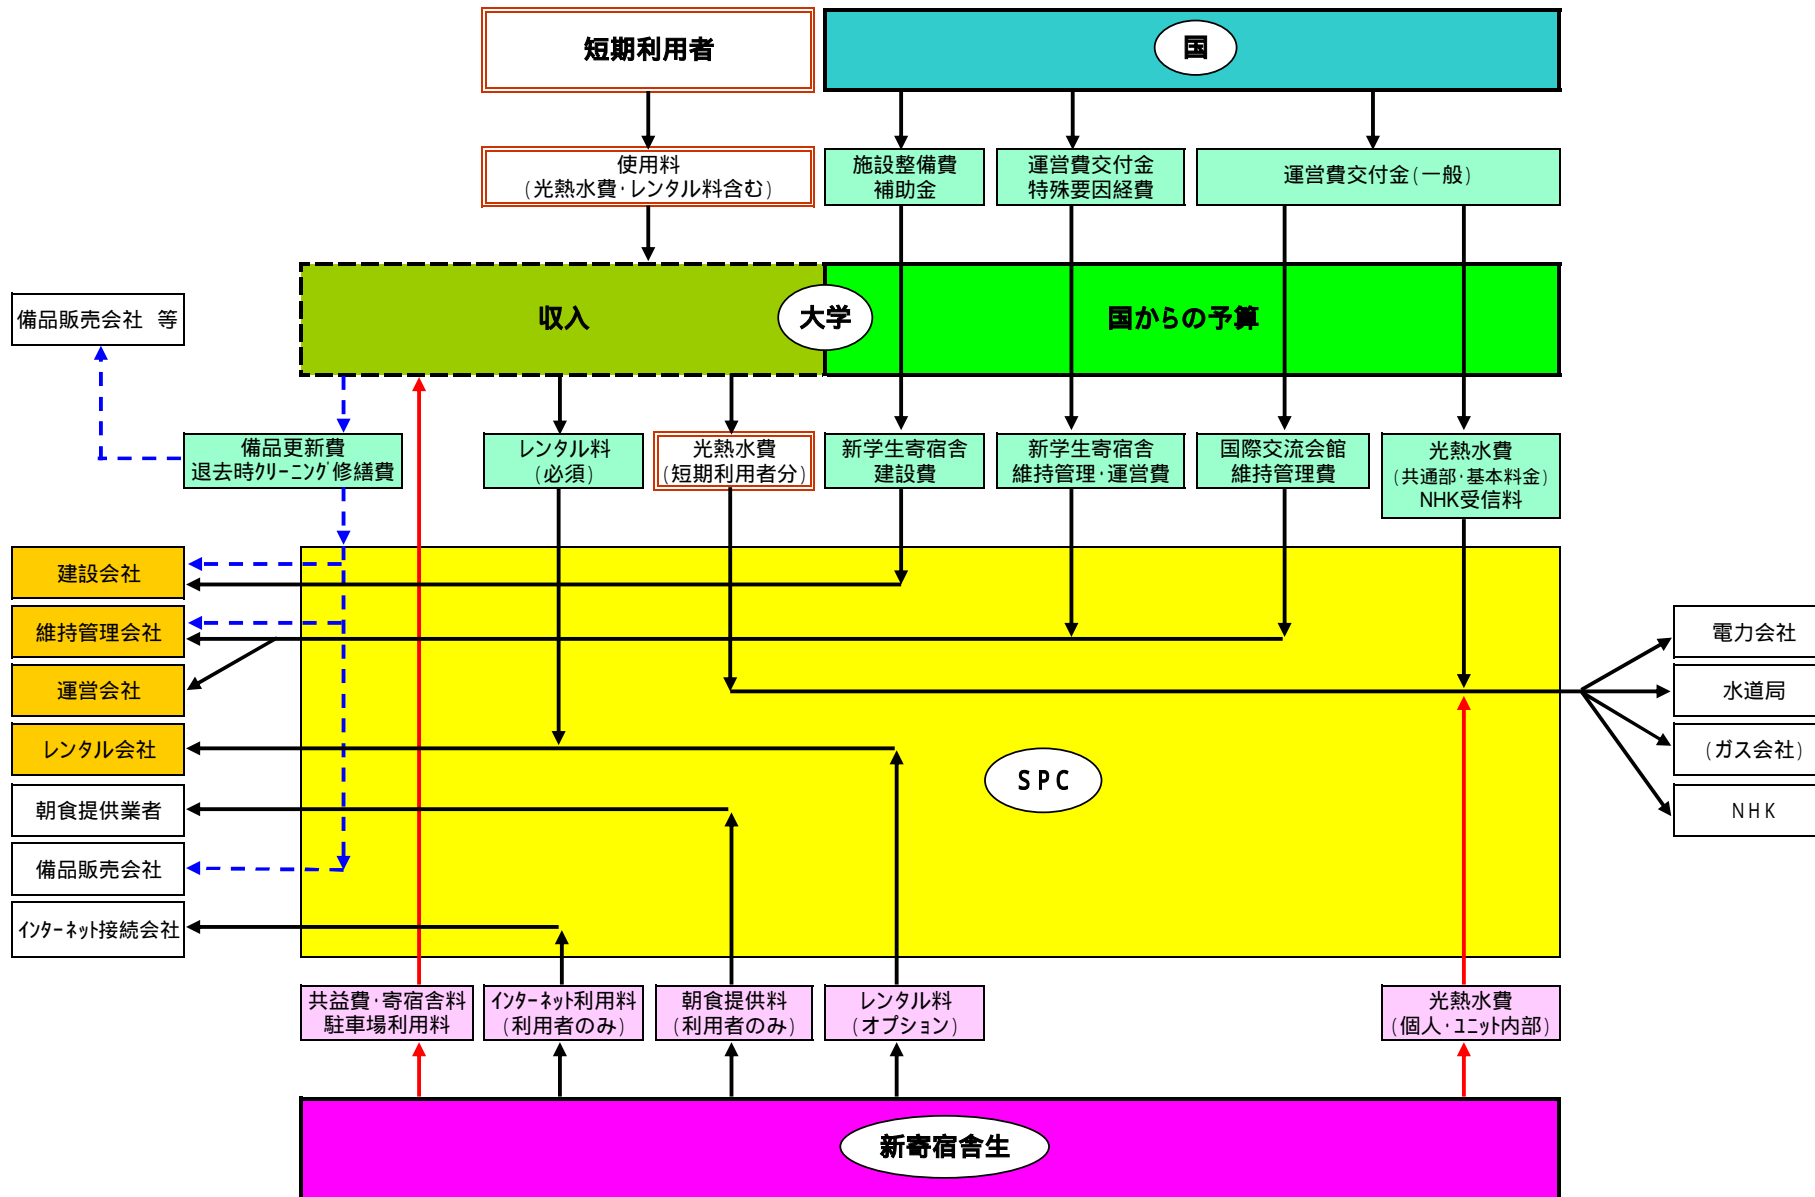 短期利用者
国
使用料
(光熱水費・レンタル料含む)
施設整備費
補助金
運営費交付金
特殊要因経費
運営費交付金(一般)
収入
大学
国からの予算
備品販売会社 等
備品更新費
退去時ｸﾘｰﾆﾝｸﾞ修繕費
レンタル料
(必須)
光熱水費
(短期利用者分)
新学生寄宿舎
建設費
新学生寄宿舎
維持管理・運営費
国際交流会館
維持管理費
光熱水費
(共通部・基本料金)
NHK受信料
建設会社
維持管理会社
運営会社
レンタル会社
朝食提供業者
備品販売会社
ｲﾝﾀｰﾈｯﾄ接続会社
SPC
電力会社
水道局
(ガス会社)
NHK
共益費・寄宿舎料
駐車場利用料
ｲﾝﾀｰﾈｯﾄ利用料
(利用者のみ)
朝食提供料
(利用者のみ)
レンタル料
(オプション)
光熱水費
(個人・ﾕﾆｯﾄ内部)
新寄宿舎生